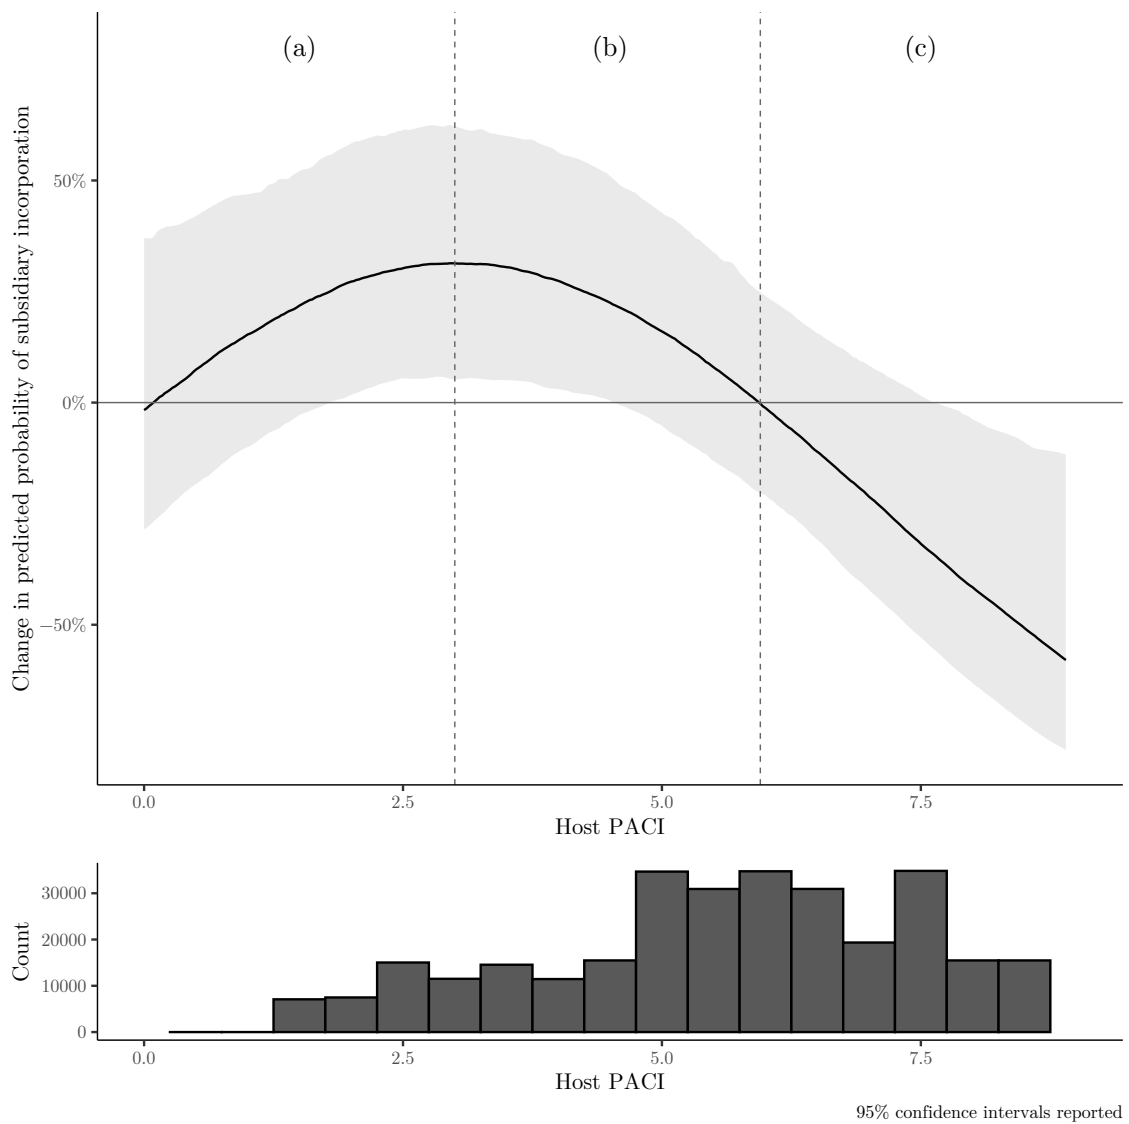 (a) (b) (c)
Change in predicted probability of subsidiary incorporation
50%
0%
−50%
0.0 2.5 5.0 7.5
Host PACI
Count
30000
20000
10000
0
0.0 2.5 5.0 7.5
Host PACI
95% confidence intervals reported